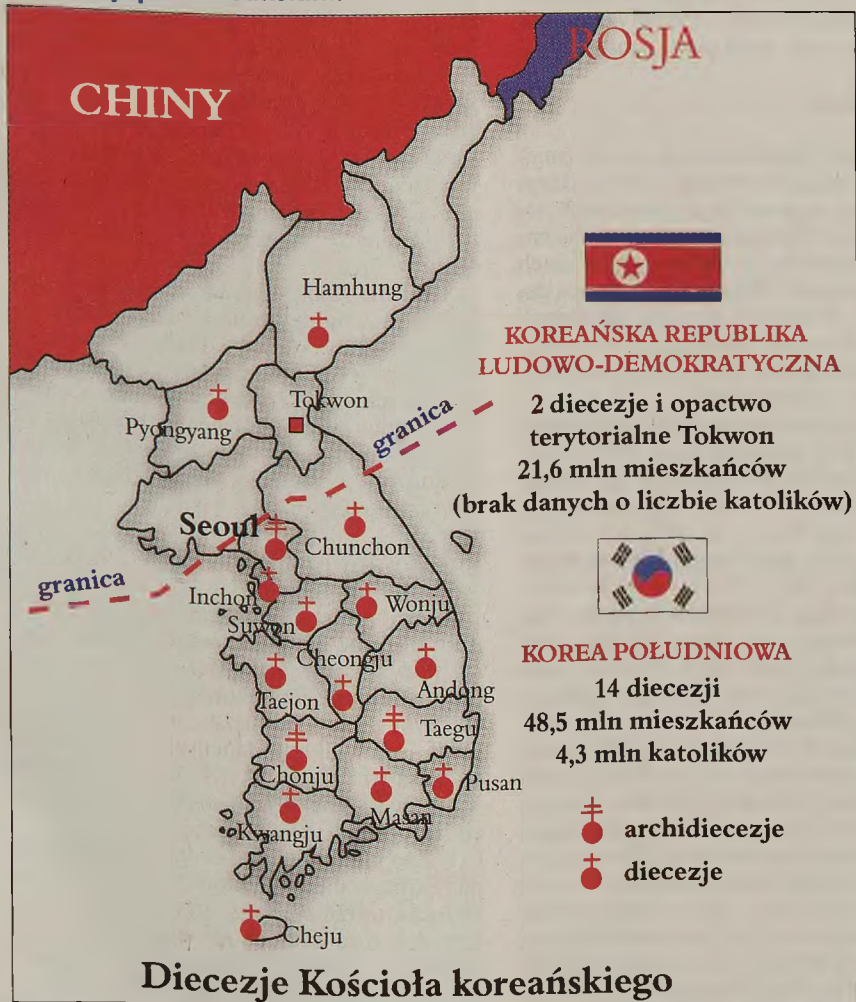 ROSJA
CHINY
Hamhung
KOREAŃSKA REPUBLIKA
LUDOWO-DEMOKRATYCZNA
Tokwon
granica
Pyongyang
2 diecezje i opactwo
terytorialne Tokwon
21,6 mln mieszkańców
(brak danych o liczbie katolików)
Seoul
Chunchon
granica
Inchon
Wonju
Suwon
KOREA POŁUDNIOWA
Cheongju
Andong
Taejon
14 diecezji
48,5 mln mieszkańców
4,3 mln katolików
Taegu
Chonju
Pusan
Masan
Kwangju
archidiecezje
diecezje
Cheju
Diecezje Kościoła koreańskiego